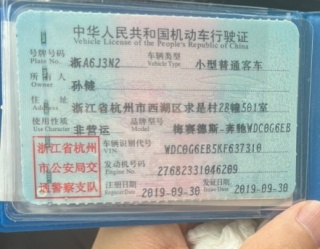 中华人民共和国机动车行驶证
Vehicle License of the People's Republic of China
号牌号码 浙A6J3N2 车辆类型 小型普通客车
Plate No. Vehicle Type
所有人 孙健
Owner
住址 浙江省杭州市西湖区求是村28幢501室
Address
使用性质 非营运 品牌型号 梅赛德斯-奔驰WDC0G6EB
Use Character Model
浙江省杭州市公安局交通警察支队
车辆识别代号 WDC0G6EB5KF637310
VIN
发动机号码 27682331046209
Engine No.
注册日期 2019-09-30 发证日期 2019-09-30
Register Date Issue Date